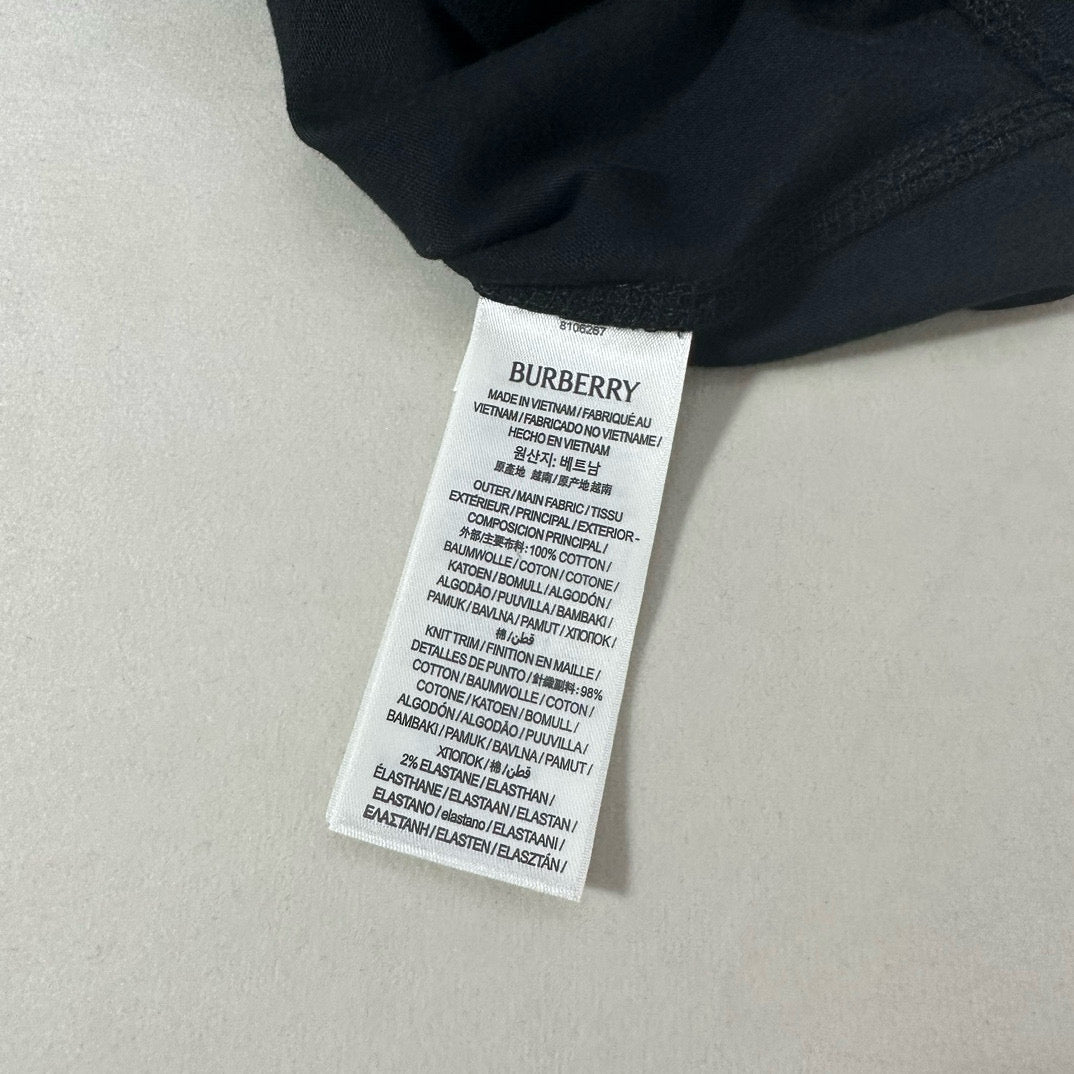 8106267
BURBERRY
MADE IN VIETNAM / FABRIQUÉ AU
VIETNAM / FABRICADO NO VIETNAME /
HECHO EN VIETNAM
원산지: 베트남
原產地 越南 / 原产地 越南
OUTER / MAIN FABRIC / TISSU
EXTÉRIEUR / PRINCIPAL / EXTERIOR -
COMPOSICION PRINCIPAL /
外部/主要布料: 100% COTTON /
BAUMWOLLE / COTON / COTONE /
KATOEN / BOMULL / ALGODÓN /
ALGODÃO / PUUVILLA / BAMBAKI /
PAMUK / BAVLNA / PAMUT / ХПОПОК /
棉 / قطن
KNIT TRIM / FINITION EN MAILLE /
DETALLES DE PUNTO / 針織副料: 98%
COTTON / BAUMWOLLE / COTON /
COTONE / KATOEN / BOMULL /
ALGODÓN / ALGODÃO / PUUVILLA /
BAMBAKI / PAMUK / BAVLNA / PAMUT /
ХПОПОК / 棉 / قطن
2% ELASTANE / ELASTHAN /
ÉLASTHANE / ELASTAAN / ELASTAN /
ELASTANO / elastano / ELASTAANI /
ΕΛΑΣΤΑΝΗ / ELASTEN / ELASZTÁN /